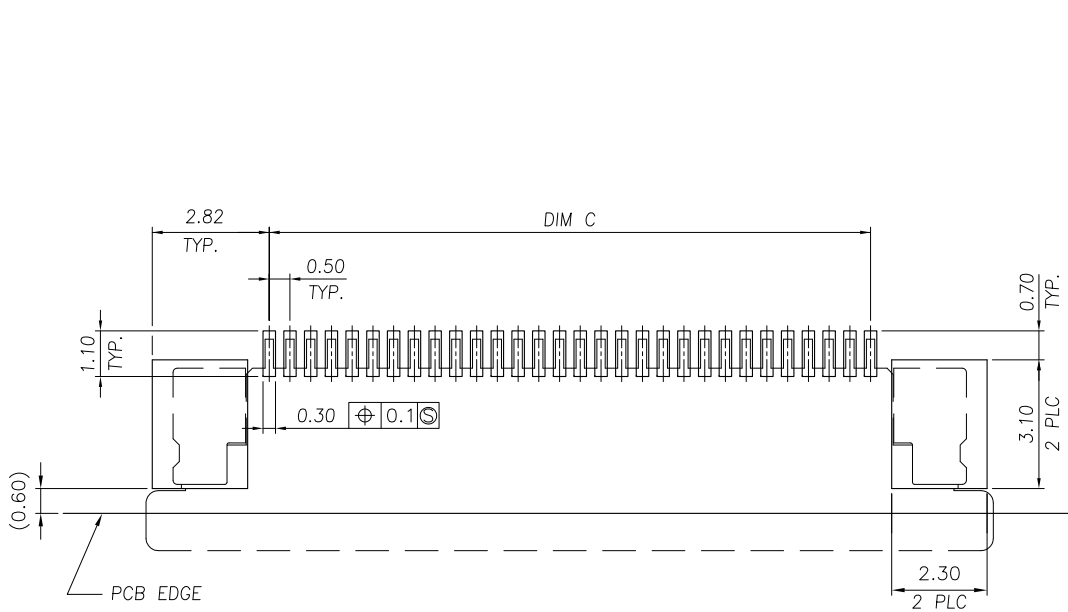 2.82
TYP.
DIM C
0.50
TYP.
0.70
TYP.
1.10
TYP.
0.30 ⌖ 0.1 Ⓢ
3.10
2 PLC
(0.60)
PCB EDGE
2.30
2 PLC